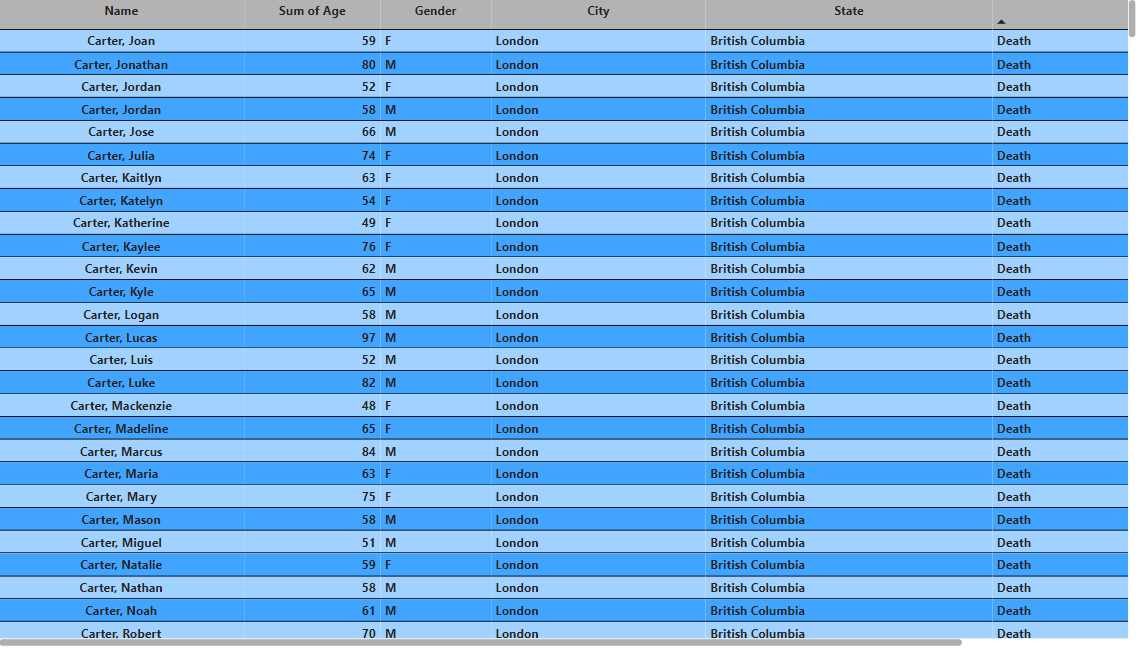 Name Sum of Age Gender City State
Carter, Joan 59 F London British Columbia Death
Carter, Jonathan 80 M London British Columbia Death
Carter, Jordan 52 F London British Columbia Death
Carter, Jordan 58 M London British Columbia Death
Carter, Jose 66 M London British Columbia Death
Carter, Julia 74 F London British Columbia Death
Carter, Kaitlyn 63 F London British Columbia Death
Carter, Katelyn 54 F London British Columbia Death
Carter, Katherine 49 F London British Columbia Death
Carter, Kaylee 76 F London British Columbia Death
Carter, Kevin 62 M London British Columbia Death
Carter, Kyle 65 M London British Columbia Death
Carter, Logan 58 M London British Columbia Death
Carter, Lucas 97 M London British Columbia Death
Carter, Luis 52 M London British Columbia Death
Carter, Luke 82 M London British Columbia Death
Carter, Mackenzie 48 F London British Columbia Death
Carter, Madeline 65 F London British Columbia Death
Carter, Marcus 84 M London British Columbia Death
Carter, Maria 63 F London British Columbia Death
Carter, Mary 75 F London British Columbia Death
Carter, Mason 58 M London British Columbia Death
Carter, Miguel 51 M London British Columbia Death
Carter, Natalie 59 F London British Columbia Death
Carter, Nathan 58 M London British Columbia Death
Carter, Noah 61 M London British Columbia Death
Carter, Robert 70 M London British Columbia Death